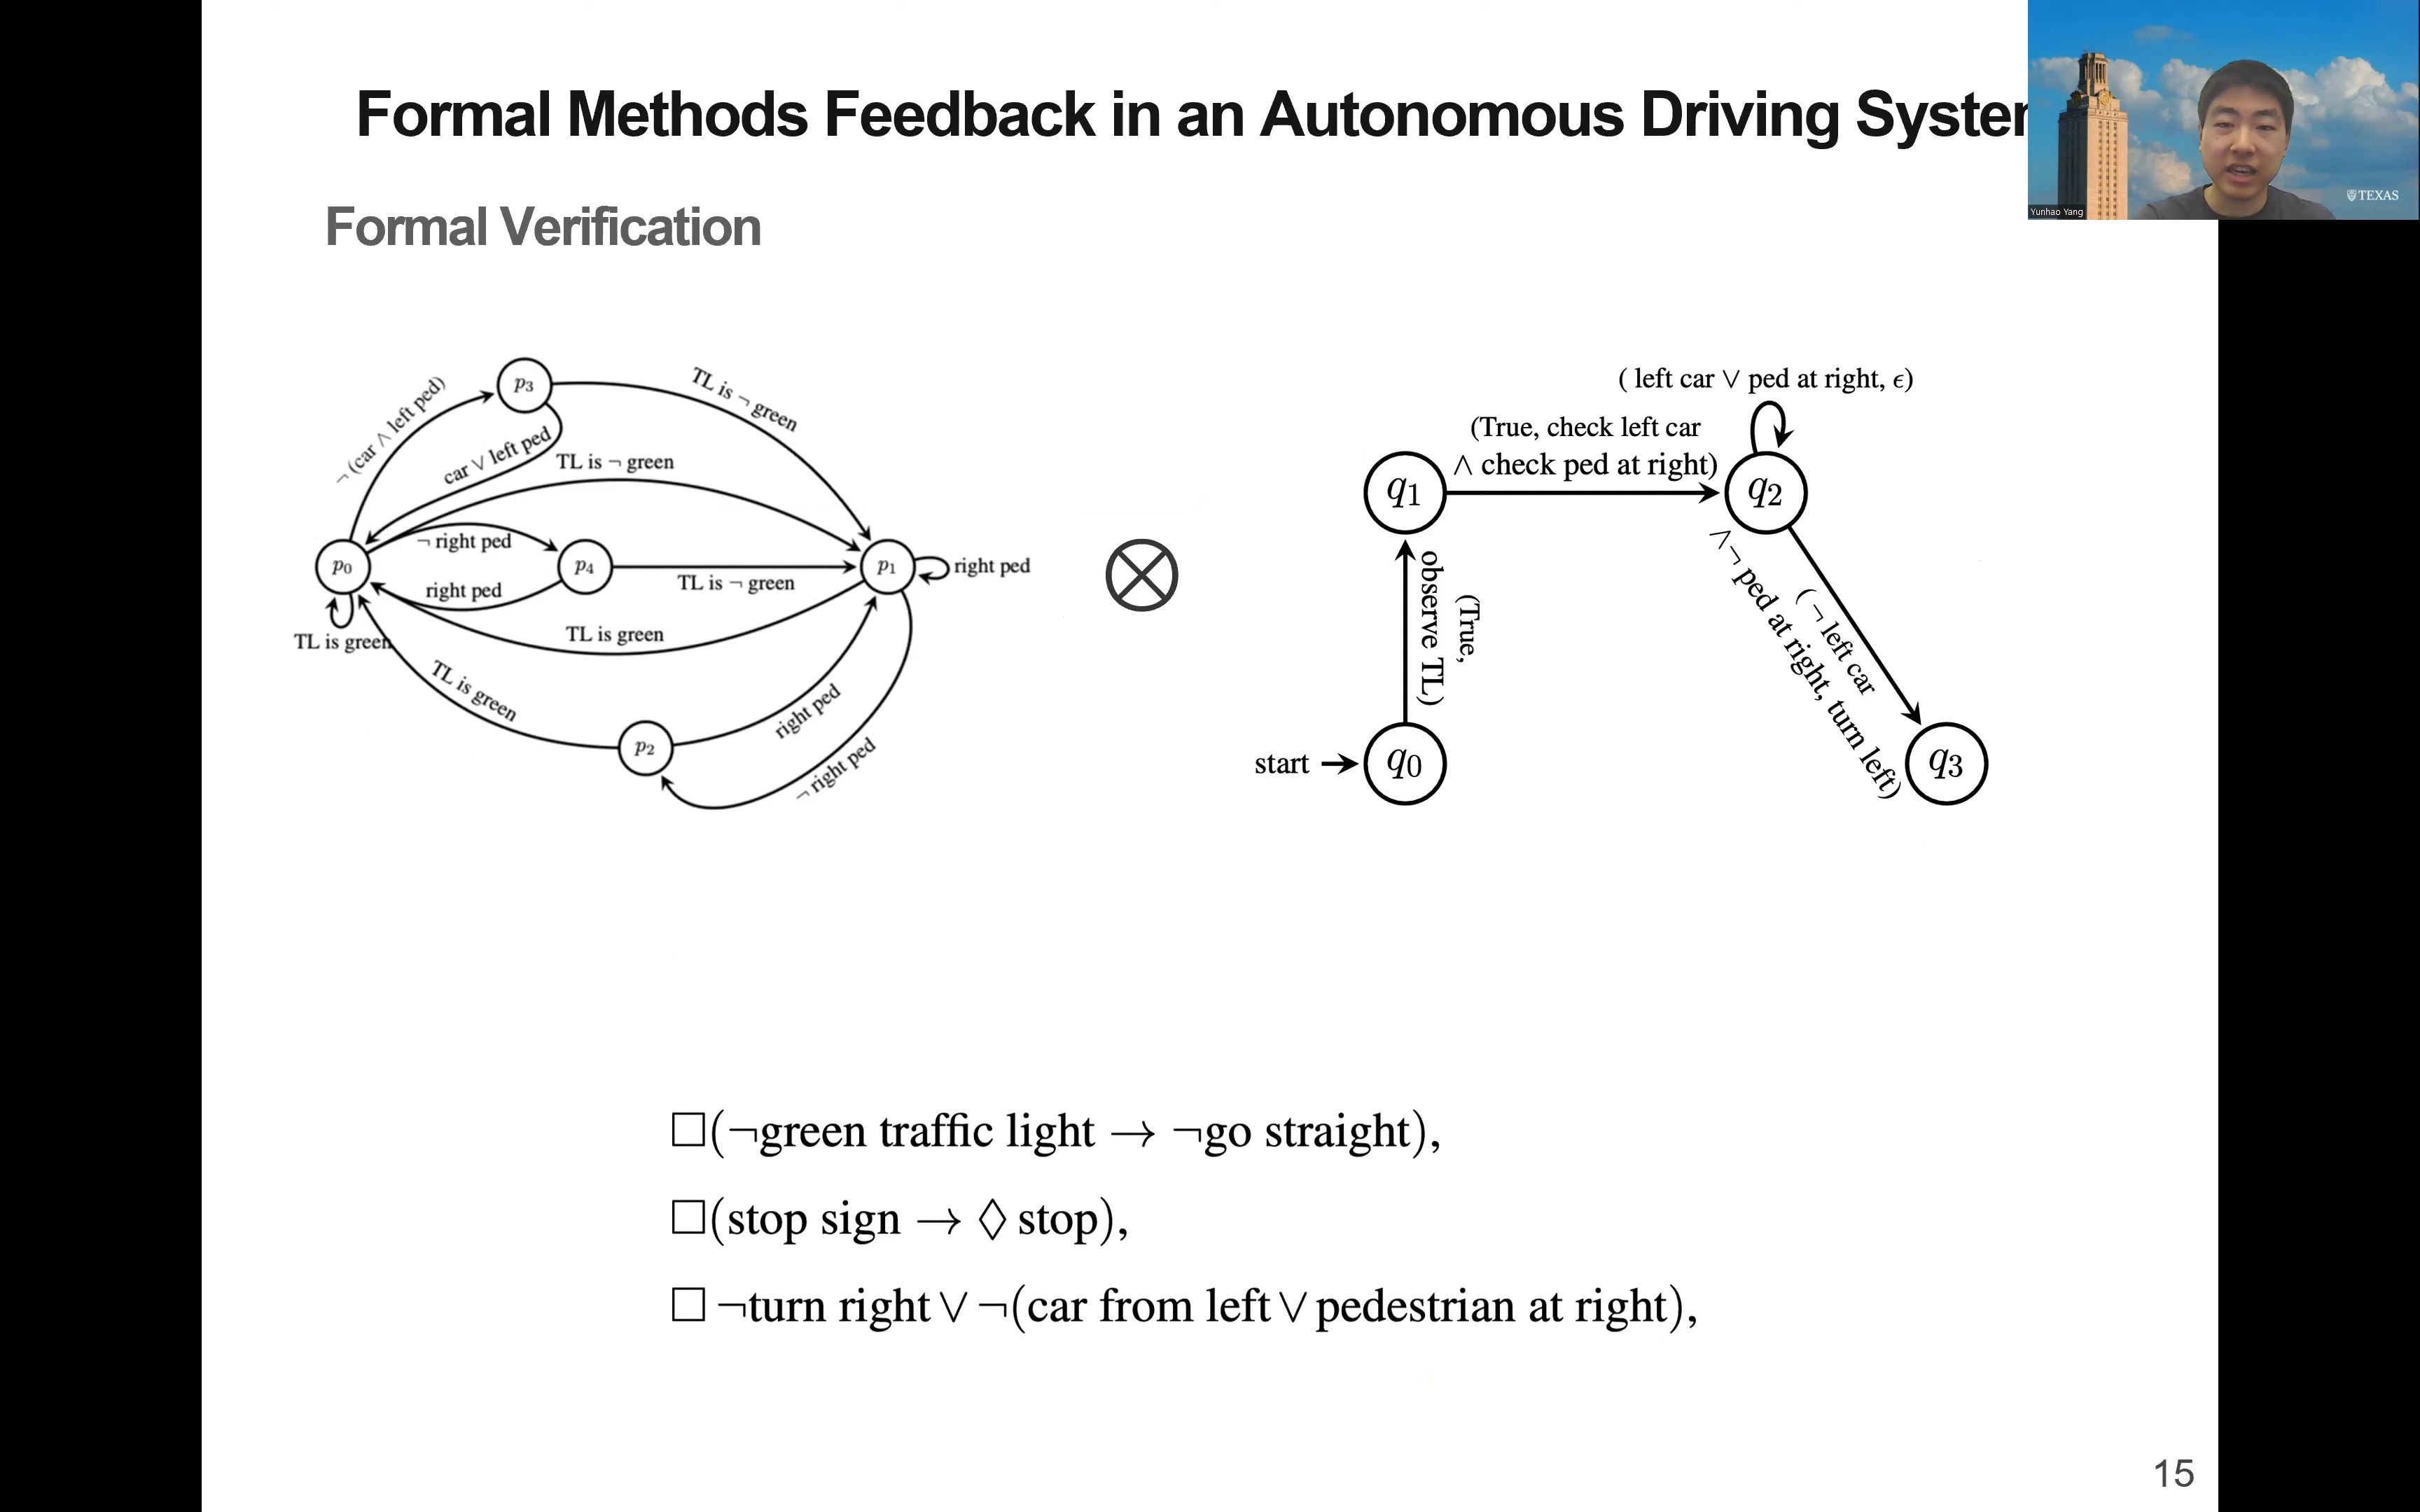 Formal Methods Feedback in an Autonomous Driving Syster
TEXAS
Yunhao Yang
Formal Verification
p3
¬ (car ∧ left ped)
TL is ¬ green
car ∨ left ped
TL is ¬ green
p0
¬ right ped
p4
TL is ¬ green
p1
right ped
right ped
TL is green
TL is green
TL is green
p2
right ped
¬ right ped
⊗
( left car ∨ ped at right, ϵ)
(True, check left car
∧ check ped at right)
q1
q2
(True,
observe TL)
( ¬ left car
∧ ¬ ped at right, turn left)
start
q0
q3
□(¬green traffic light → ¬go straight),
□(stop sign → ◊ stop),
□ ¬turn right ∨ ¬(car from left ∨ pedestrian at right),
15